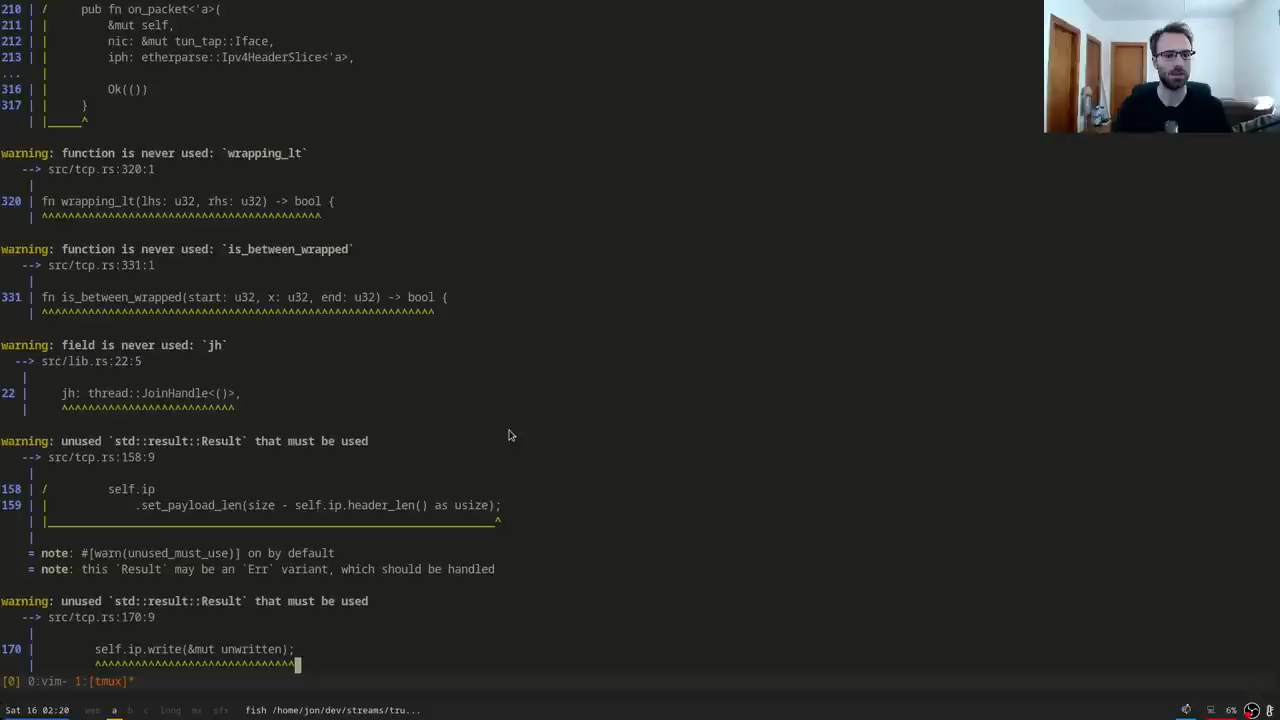 210 | /     pub fn on_packet<'a>(
211 | |         &mut self,
212 | |         nic: &mut tun_tap::Iface,
213 | |         iph: etherparse::Ipv4HeaderSlice<'a>,
...   |
316 | |         Ok(())
317 | |     }
    | |_____^
warning: function is never used: `wrapping_lt`
   --> src/tcp.rs:320:1
    |
320 | fn wrapping_lt(lhs: u32, rhs: u32) -> bool {
    | ^^^^^^^^^^^^^^^^^^^^^^^^^^^^^^^^^^^^^^^^^^
warning: function is never used: `is_between_wrapped`
   --> src/tcp.rs:331:1
    |
331 | fn is_between_wrapped(start: u32, x: u32, end: u32) -> bool {
    | ^^^^^^^^^^^^^^^^^^^^^^^^^^^^^^^^^^^^^^^^^^^^^^^^^^^^^^^^^^^
warning: field is never used: `jh`
  --> src/lib.rs:22:5
   |
22 |     jh: thread::JoinHandle<()>,
   |     ^^^^^^^^^^^^^^^^^^^^^^^^^^
warning: unused `std::result::Result` that must be used
   --> src/tcp.rs:158:9
    |
158 | /         self.ip
159 | |             .set_payload_len(size - self.ip.header_len() as usize);
    | |___________________________________________________________________^
    |
    = note: #[warn(unused_must_use)] on by default
    = note: this `Result` may be an `Err` variant, which should be handled
warning: unused `std::result::Result` that must be used
   --> src/tcp.rs:170:9
    |
170 |         self.ip.write(&mut unwritten);
    |         ^^^^^^^^^^^^^^^^^^^^^^^^^^^^^^
[0] 0:vim- 1:[tmux]*
Sat 16 02:20 web a b c long ms sfx fish /home/jon/dev/streams/tru... 6%